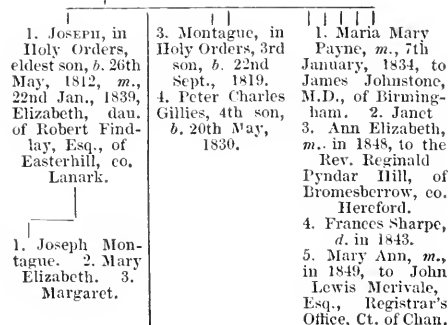 1. JOSEPH, in
Holy Orders,
eldest son, b. 26th
May, 1812, m.,
22nd Jan., 1839,
Elizabeth, dau.
of Robert Find-
lay, Esq., of
Easterhill, co.
Lanark.
1. Joseph Mon-
tague. 2. Mary
Elizabeth. 3.
Margaret.
3. Montague, in
Holy Orders, 3rd
son, b. 22nd
Sept., 1819.
4. Peter Charles
Gillies, 4th son,
b. 20th May,
1830.
1. Maria Mary
Payne, m., 7th
January, 1834, to
James Johnstone,
M.D., of Birming-
ham. 2. Janet
3. Ann Elizabeth,
m., in 1848, to the
Rev. Reginald
Pyndar Hill, of
Bromesberrow, co.
Hereford.
4. Frances Sharpe,
d. in 1843.
5. Mary Ann, m.,
in 1849, to John
Lewis Merivale,
Esq., Registrar's
Office, Ct. of Chan.